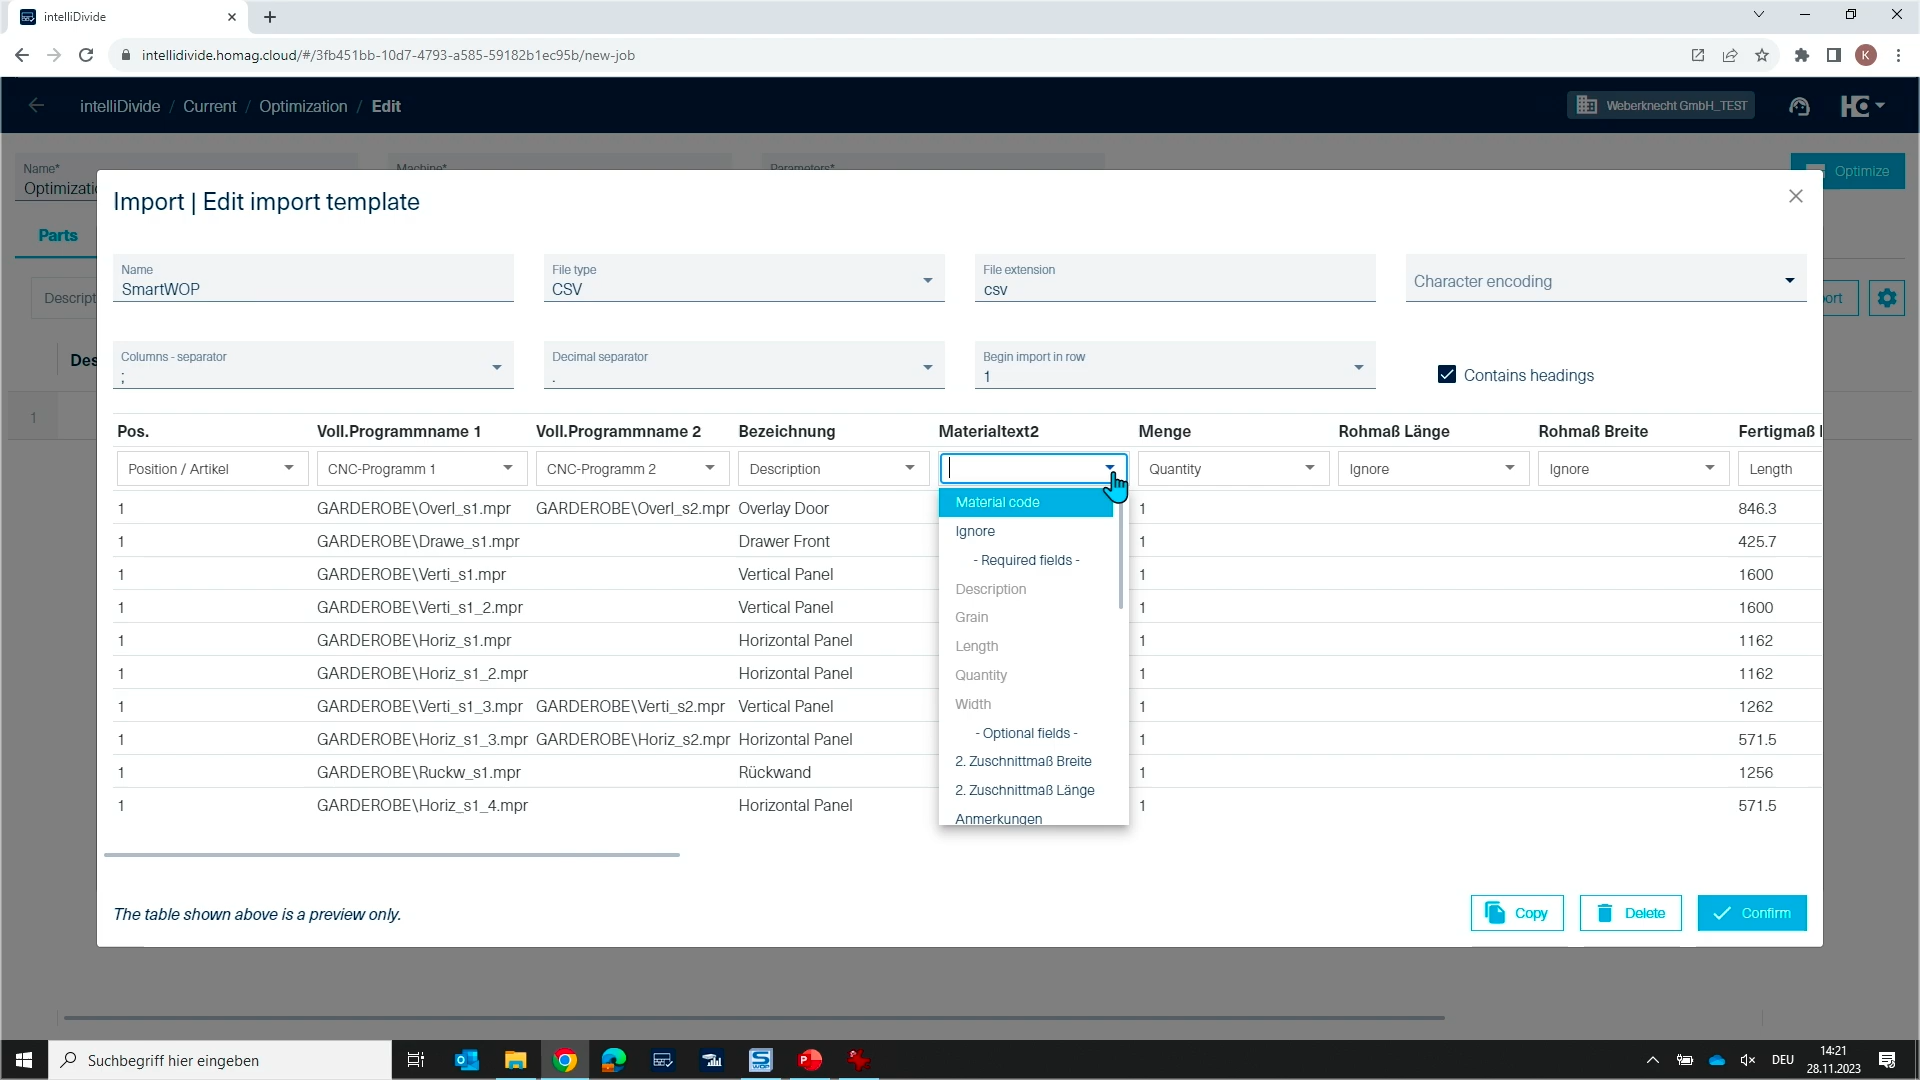 intelliDivide
intellidivide.homag.cloud/#/3fb451bb-10d7-4793-a585-59182b1ec95b/new-job
K
intelliDivide / Current / Optimization / Edit
Weberknecht GmbH_TEST
Name*
Machine*
Parameters*
Optimizati
Optimize
Import | Edit import template
Parts
Name
SmartWOP
File type
CSV
File extension
csv
Character encoding
Descript
ort
Columns - separator
;
Decimal separator
.
Begin import in row
1
Contains headings
Des
1
Pos. Voll.Programmname 1 Voll.Programmname 2 Bezeichnung Materialtext2 Menge Rohmaß Länge Rohmaß Breite Fertigmaß l
Position / Artikel CNC-Programm 1 CNC-Programm 2 Description Quantity Ignore Ignore Length
1 GARDEROBE\Overl_s1.mpr GARDEROBE\Overl_s2.mpr Overlay Door 1 846.3
1 GARDEROBE\Drawe_s1.mpr Drawer Front 1 425.7
1 GARDEROBE\Verti_s1.mpr Vertical Panel 1 1600
1 GARDEROBE\Verti_s1_2.mpr Vertical Panel 1 1600
1 GARDEROBE\Horiz_s1.mpr Horizontal Panel 1 1162
1 GARDEROBE\Horiz_s1_2.mpr Horizontal Panel 1 1162
1 GARDEROBE\Verti_s1_3.mpr GARDEROBE\Verti_s2.mpr Vertical Panel 1 1262
1 GARDEROBE\Horiz_s1_3.mpr GARDEROBE\Horiz_s2.mpr Horizontal Panel 1 571.5
1 GARDEROBE\Ruckw_s1.mpr Rückwand 1 1256
1 GARDEROBE\Horiz_s1_4.mpr Horizontal Panel 1 571.5
Material code
Ignore
- Required fields -
Description
Grain
Length
Quantity
Width
- Optional fields -
2. Zuschnittmaß Breite
2. Zuschnittmaß Länge
Anmerkungen
The table shown above is a preview only.
Copy
Delete
Confirm
Suchbegriff hier eingeben
DEU
14:21
28.11.2023